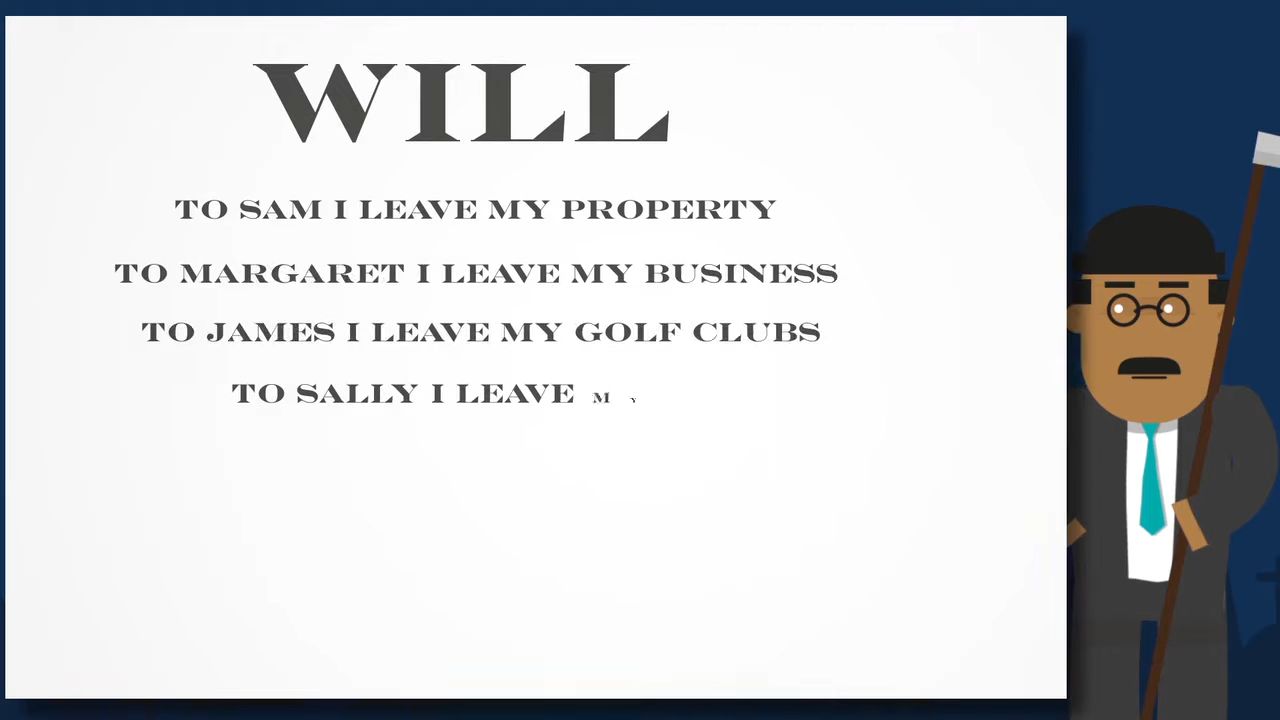 WILL
TO SAM I LEAVE MY PROPERTY
TO MARGARET I LEAVE MY BUSINESS
TO JAMES I LEAVE MY GOLF CLUBS
TO SALLY I LEAVE MY